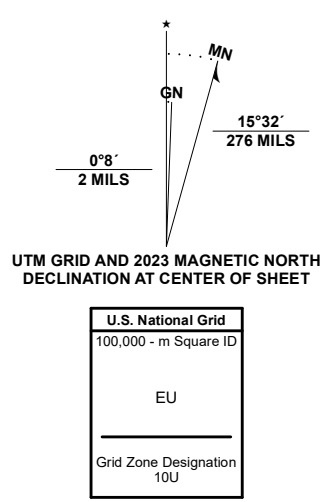 ★
MN
GN
15°32´
276 MILS
0°8´
2 MILS
UTM GRID AND 2023 MAGNETIC NORTH
DECLINATION AT CENTER OF SHEET
U.S. National Grid
100,000 - m Square ID
EU
Grid Zone Designation
10U